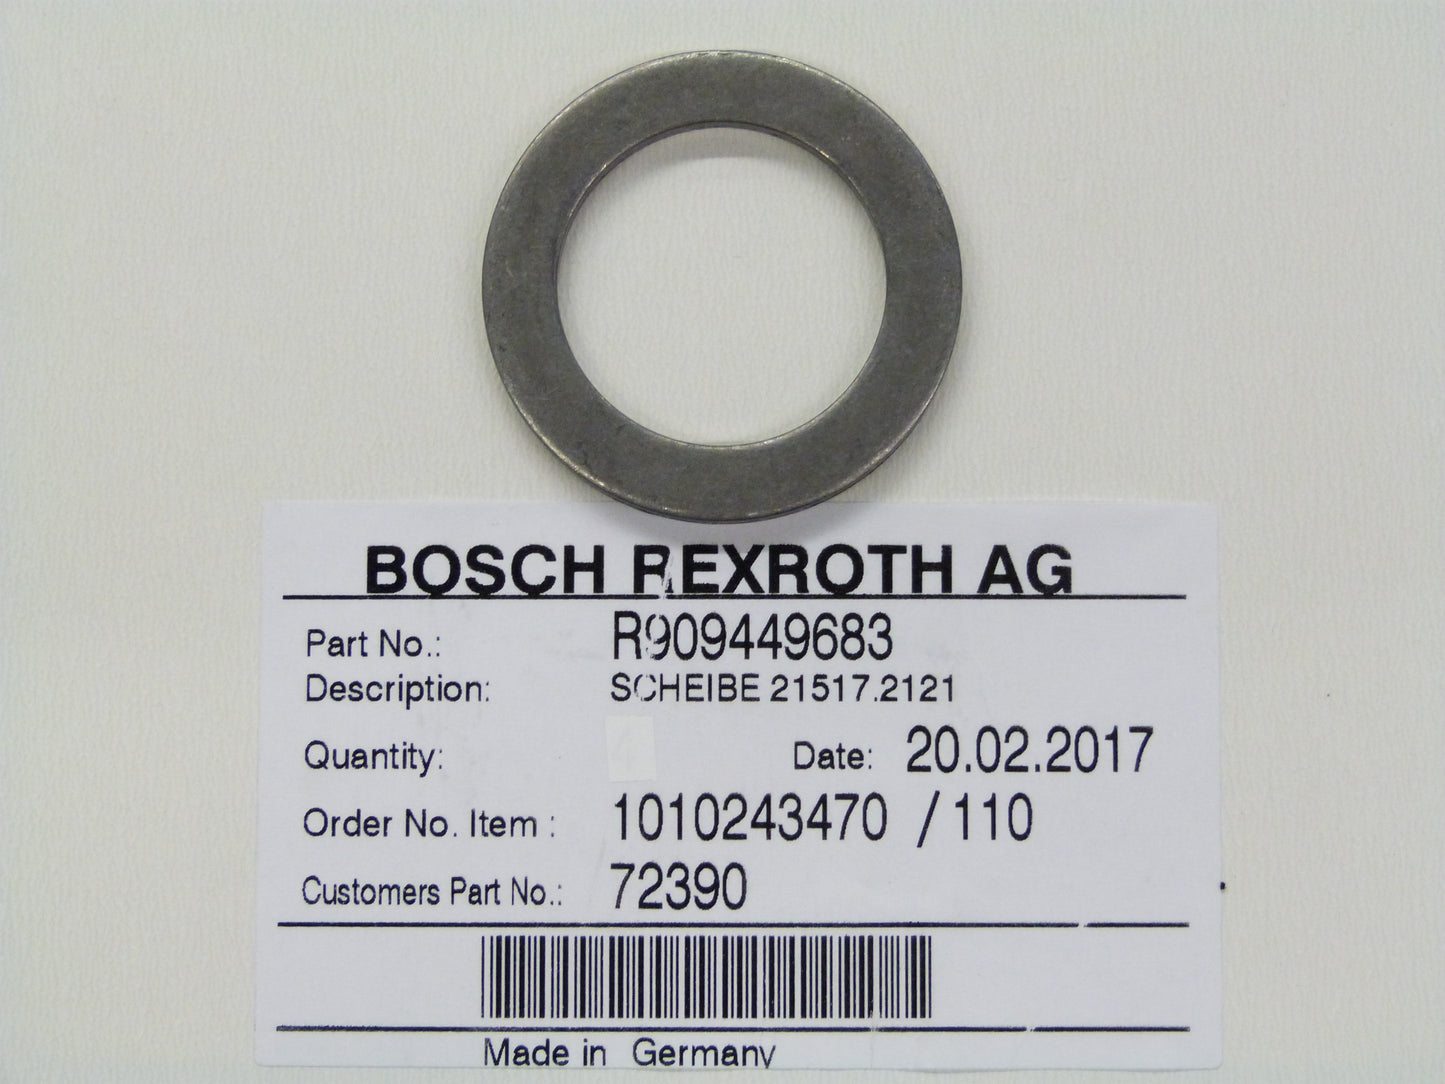 BOSCH REXROTH AG
Part No.: R909449683
Description: SCHEIBE 21517.2121
Quantity: Date: 20.02.2017
Order No. Item : 1010243470 / 110
Customers Part No.: 72390
Made in Germany